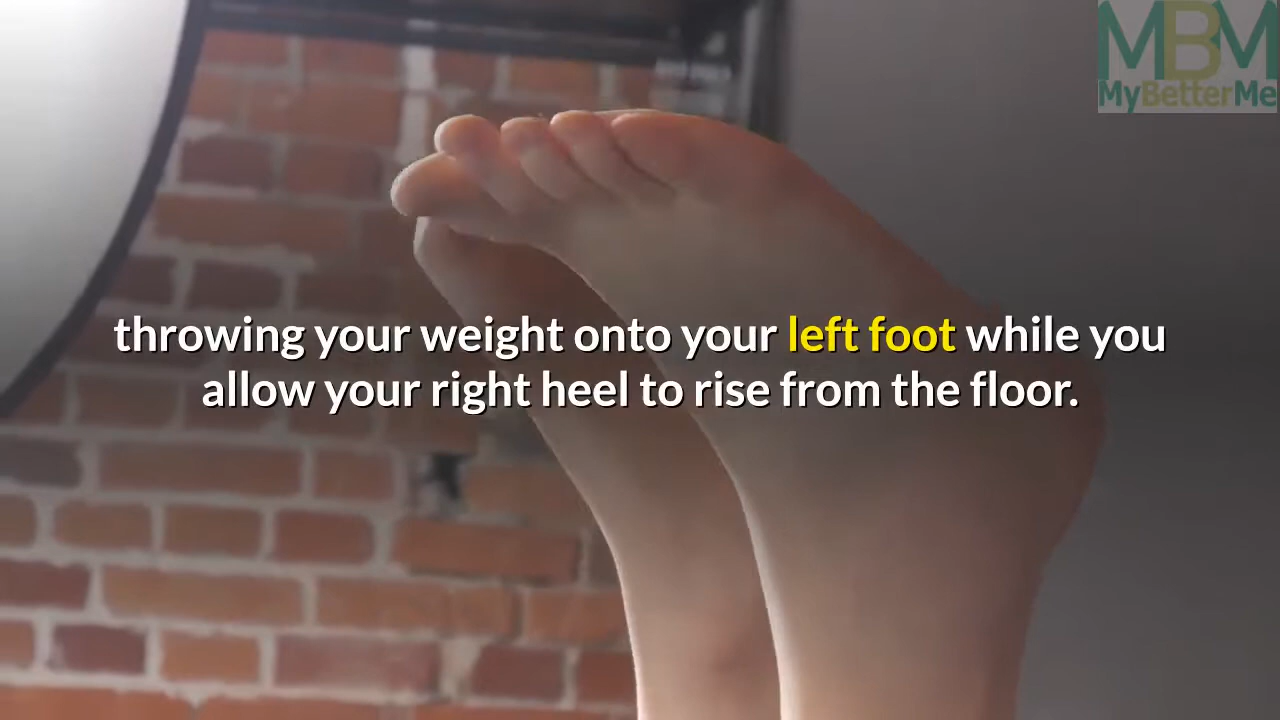 MBM
MyBetterMe
throwing your weight onto your left foot while you
allow your right heel to rise from the floor.